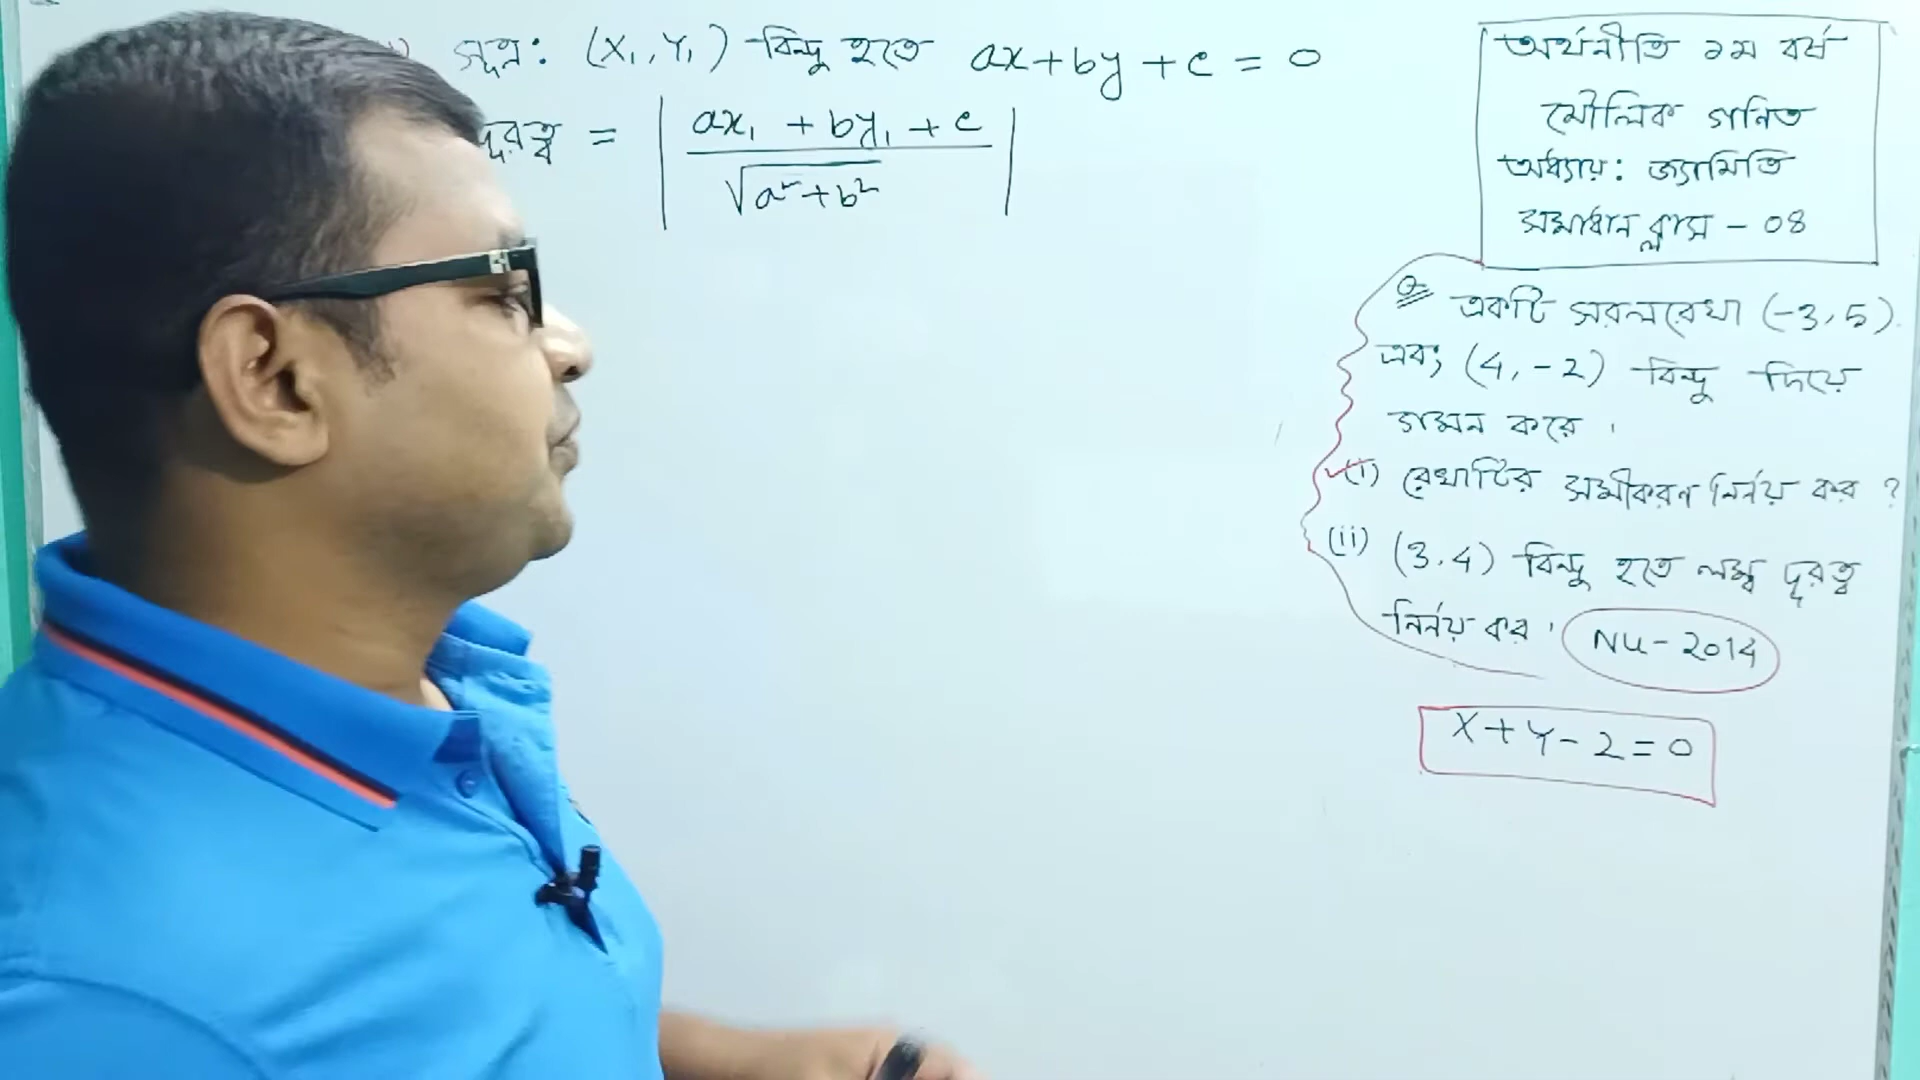 সূত্র: (x₁, y₁) বিন্দু হতে ax+by+c = 0
দূরত্ব = | ax₁ + by₁ + c
√a²+b² |
অর্থনীতি ১ম বর্ষ
মৌলিক গনিত
অধ্যায়: জ্যামিতি
সমাধান ক্লাস - 08
Q একটি সরলরেখা (-3, 5)
এবং (4, -2) বিন্দু দিয়ে
গমন করে।
(i) রেখাটির সমীকরণ নির্নয় কর ?
(ii) (3,4) বিন্দু হতে লম্ব দূরত্ব
নির্নয় কর। NU-2014
x+y-2=0